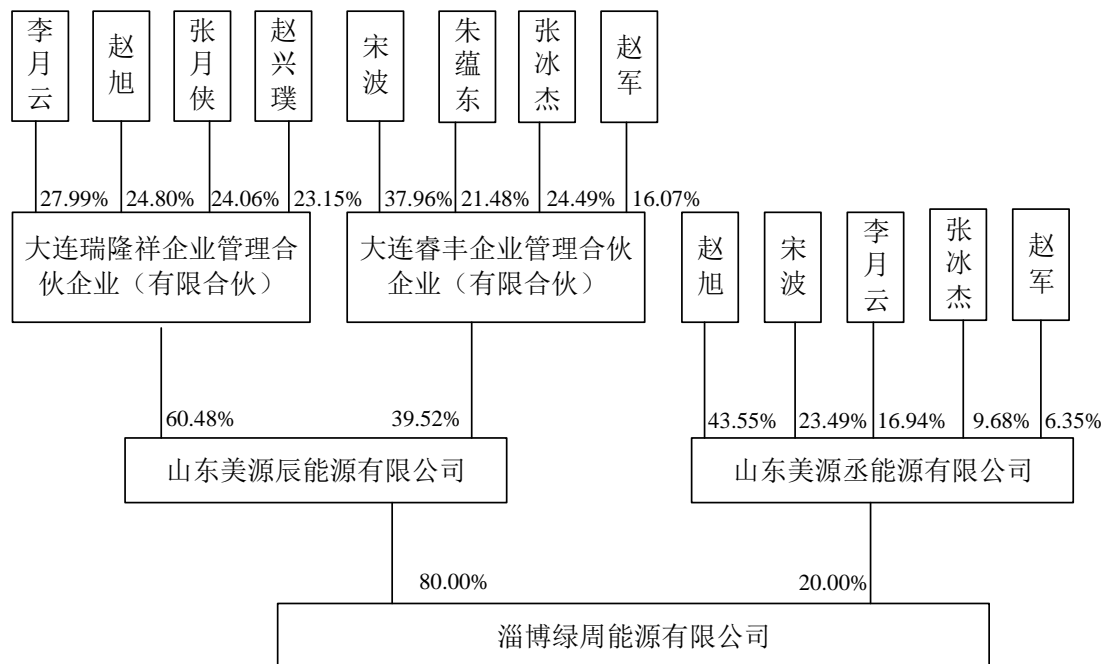 李月云
赵旭
张月侠
赵兴璞
宋波
朱蕴东
张冰杰
赵军
27.99%
24.80%
24.06%
23.15%
37.96%
21.48%
24.49%
16.07%
大连瑞隆祥企业管理合
伙企业（有限合伙）
大连睿丰企业管理合伙
企业（有限合伙）
赵旭
宋波
李月云
张冰杰
赵军
60.48%
39.52%
43.55%
23.49%
16.94%
9.68%
6.35%
山东美源辰能源有限公司
山东美源丞能源有限公司
80.00%
20.00%
淄博绿周能源有限公司